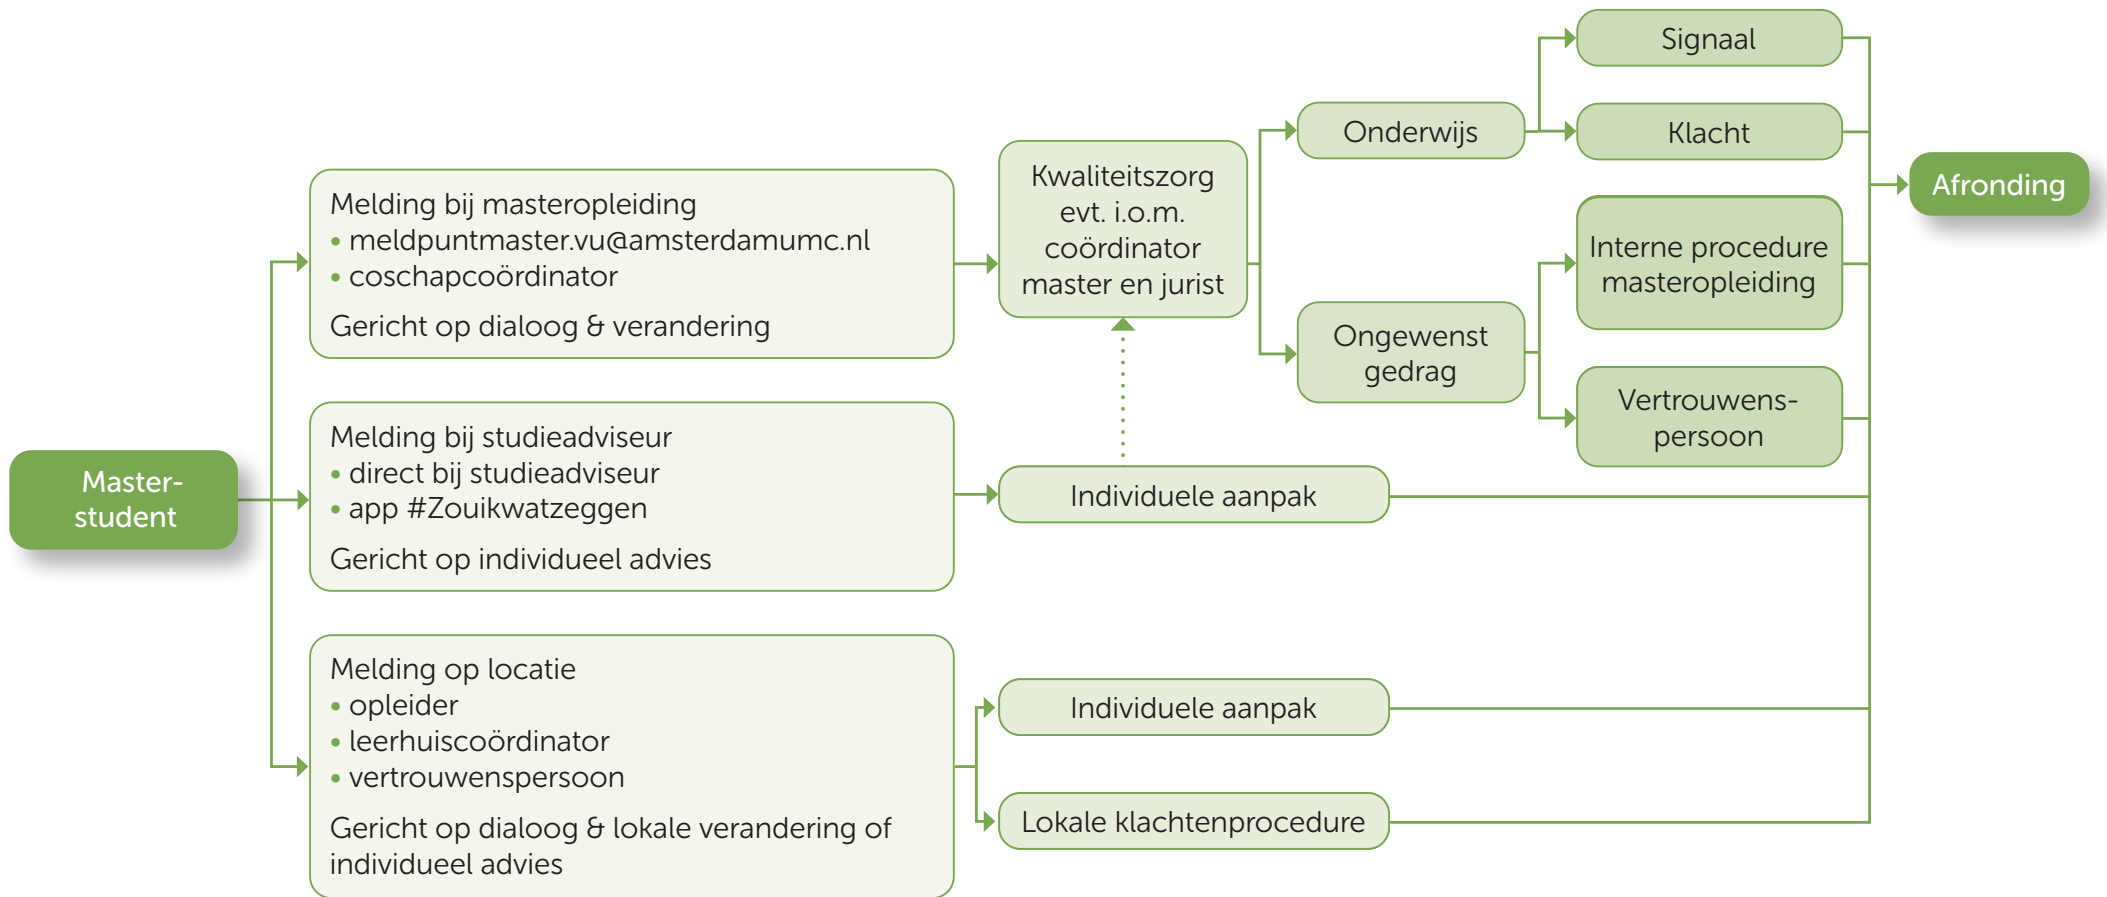 Master-
student
Melding bij masteropleiding
• meldpuntmaster.vu@amsterdamumc.nl
• coschapcoördinator
Gericht op dialoog & verandering
Melding bij studieadviseur
• direct bij studieadviseur
• app #Zouikwatzeggen
Gericht op individueel advies
Melding op locatie
• opleider
• leerhuiscoördinator
• vertrouwenspersoon
Gericht op dialoog & lokale verandering of
individueel advies
Kwaliteitszorg
evt. i.o.m.
coördinator
master en jurist
Individuele aanpak
Individuele aanpak
Lokale klachtenprocedure
Onderwijs
Ongewenst
gedrag
Signaal
Klacht
Interne procedure
masteropleiding
Vertrouwens-
persoon
Afronding